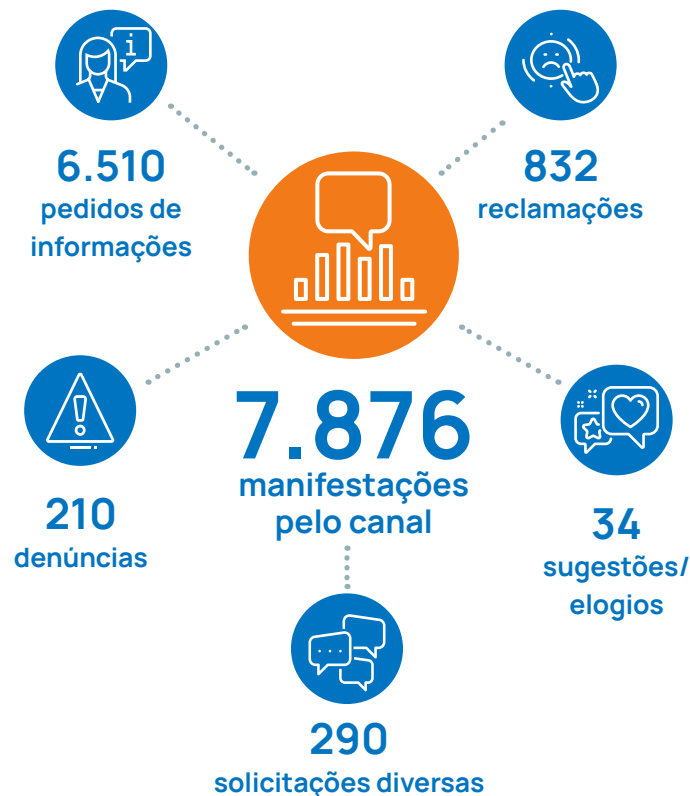 6.510
pedidos de
informações
832
reclamações
7.876
manifestações
pelo canal
210
denúncias
34
sugestões/
elogios
290
solicitações diversas